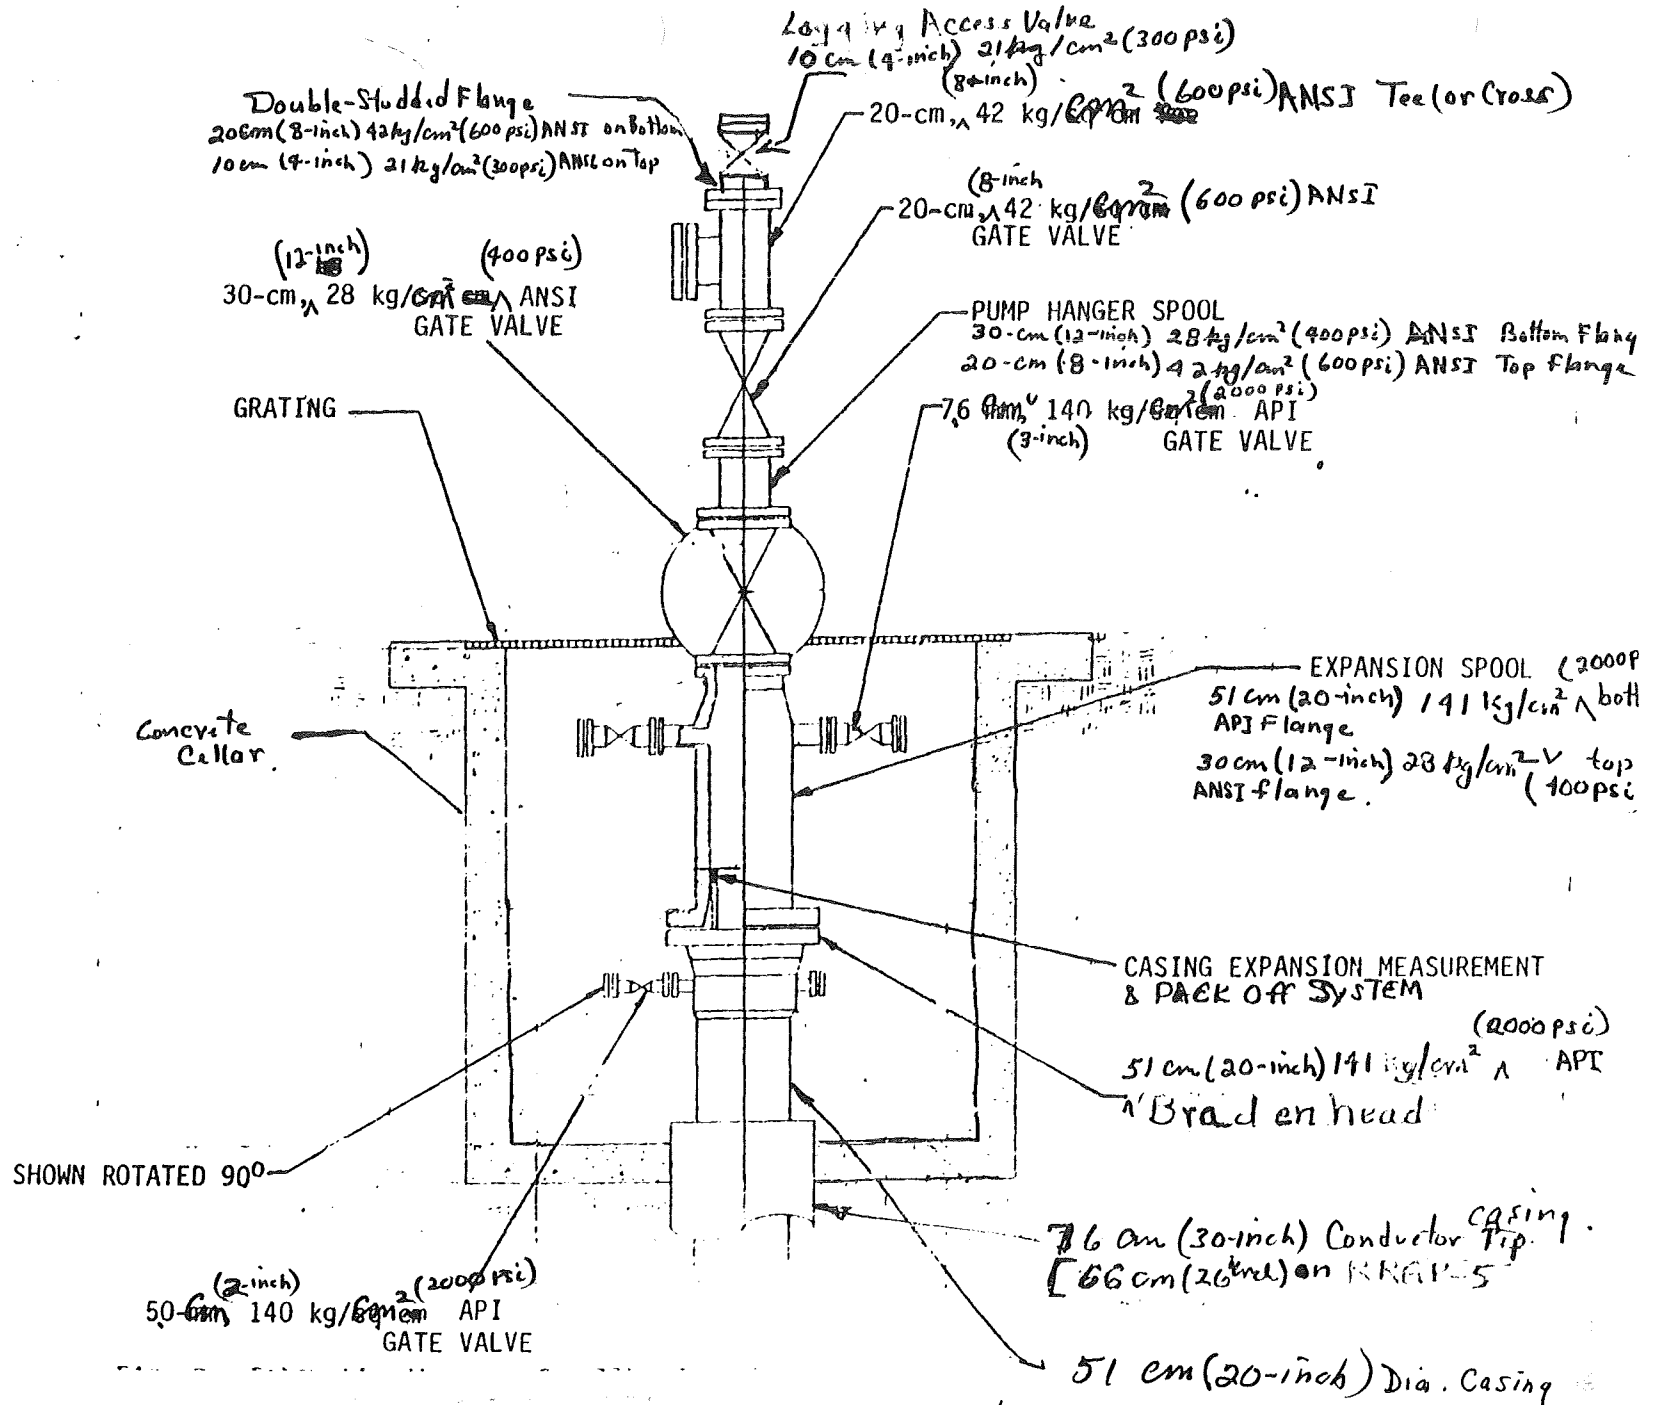 Logging Access Valve
10 cm (4-inch) 21 kg/cm² (300 psi)
(8-inch)
20-cm, ^ 42 kg/cm² (600 psi) ANSI Tee (or Cross)
Double-Studded Flange
20 cm (8-inch) 42 kg/cm² (600 psi) ANSI on Bottom
10 cm (4-inch) 21 kg/cm² (300 psi) ANSI on Top
(8-inch
20-cm, ^ 42 kg/cm² (600 psi) ANSI
GATE VALVE
(12-inch) (400 psi)
30-cm, ^ 28 kg/cm² ^ ANSI
GATE VALVE
PUMP HANGER SPOOL
30-cm (12-inch) 28 kg/cm² (400 psi) ANSI Bottom Flang
20-cm (8-inch) 42 kg/cm² (600 psi) ANSI Top Flange
(2000 psi)
7.6 cm, 140 kg/cm² API
(3-inch) GATE VALVE
GRATING
EXPANSION SPOOL (2000 P
51 cm (20-inch) 141 kg/cm² ^ bott
API Flange
30 cm (12-inch) 28 kg/cm² V top
ANSI flange. (400 psi
Concrete
Cellar.
CASING EXPANSION MEASUREMENT
& PACK Off SYSTEM
(2000 psi)
51 cm (20-inch) 141 kg/cm² ^ API
^ Bradenhead
SHOWN ROTATED 90°
76 cm (30-inch) Conductor casing.
[66 cm (26 inch) on RRGP-5
(2-inch) (2000 psi)
5.0-cm, 140 kg/cm² API
GATE VALVE
51 cm (20-inch) Dia. Casing